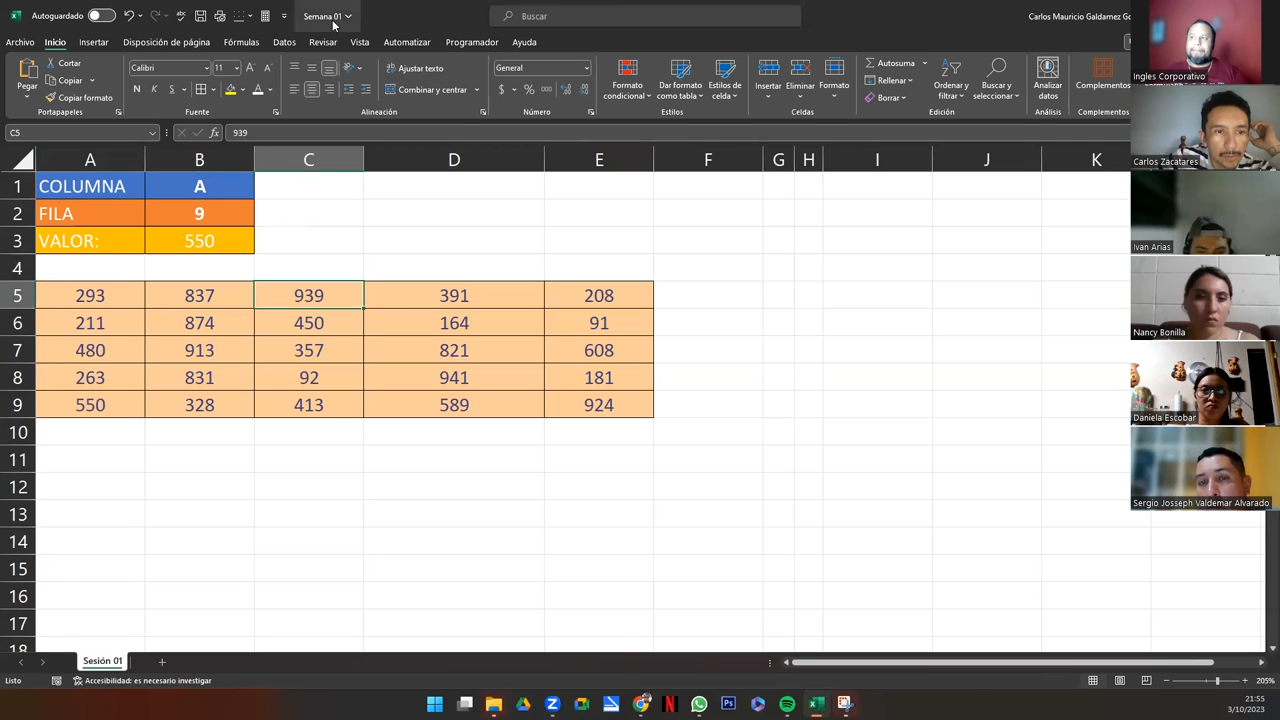 Autoguardado
Semana 01
Buscar
Carlos Mauricio Galdamez Go
Archivo Inicio Insertar Disposición de página Fórmulas Datos Revisar Vista Automatizar Programador Ayuda
Pegar
Cortar
Copiar
Copiar formato
Portapapeles
Calibri 11
N K S
Fuente
Ajustar texto
Combinar y centrar
Alineación
General
$ % 000
Número
Formato condicional
Dar formato como tabla
Estilos de celda
Estilos
Insertar
Eliminar
Formato
Celdas
Autosuma
Rellenar
Borrar
Ordenar y filtrar
Buscar y seleccionar
Edición
Analizar datos
Análisis
Complementos
C5 fx 939
A B C D E F G H I J K
1 COLUMNA A
2 FILA 9
3 VALOR: 550
4
5 293 837 939 391 208
6 211 874 450 164 91
7 480 913 357 821 608
8 263 831 92 941 181
9 550 328 413 589 924
10
11
12
13
14
15
16
17
18
Sesión 01
Listo
Accesibilidad: es necesario investigar
205%
21:55
3/10/2023
Ingles Corporativo
Carlos Zacatares
Ivan Arias
Nancy Bonilla
Daniela Escobar
Sergio Josseph Valdemar Alvarado